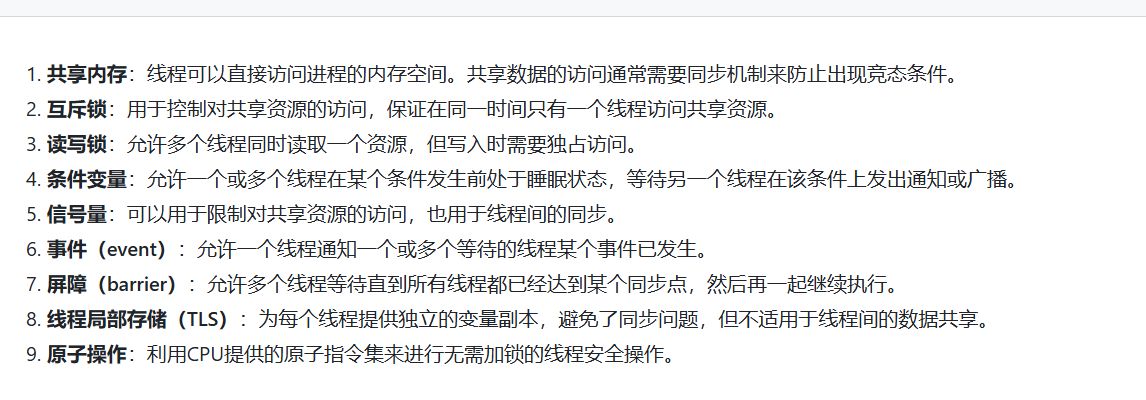 1. 共享内存：线程可以直接访问进程的内存空间。共享数据的访问通常需要同步机制来防止出现竞态条件。
2. 互斥锁：用于控制对共享资源的访问，保证在同一时间只有一个线程访问共享资源。
3. 读写锁：允许多个线程同时读取一个资源，但写入时需要独占访问。
4. 条件变量：允许一个或多个线程在某个条件发生前处于睡眠状态，等待另一个线程在该条件上发出通知或广播。
5. 信号量：可以用于限制对共享资源的访问，也用于线程间的同步。
6. 事件（event）：允许一个线程通知一个或多个等待的线程某个事件已发生。
7. 屏障（barrier）：允许多个线程等待直到所有线程都已经达到某个同步点，然后再一起继续执行。
8. 线程局部存储（TLS）：为每个线程提供独立的变量副本，避免了同步问题，但不适用于线程间的数据共享。
9. 原子操作：利用CPU提供的原子指令集来进行无需加锁的线程安全操作。